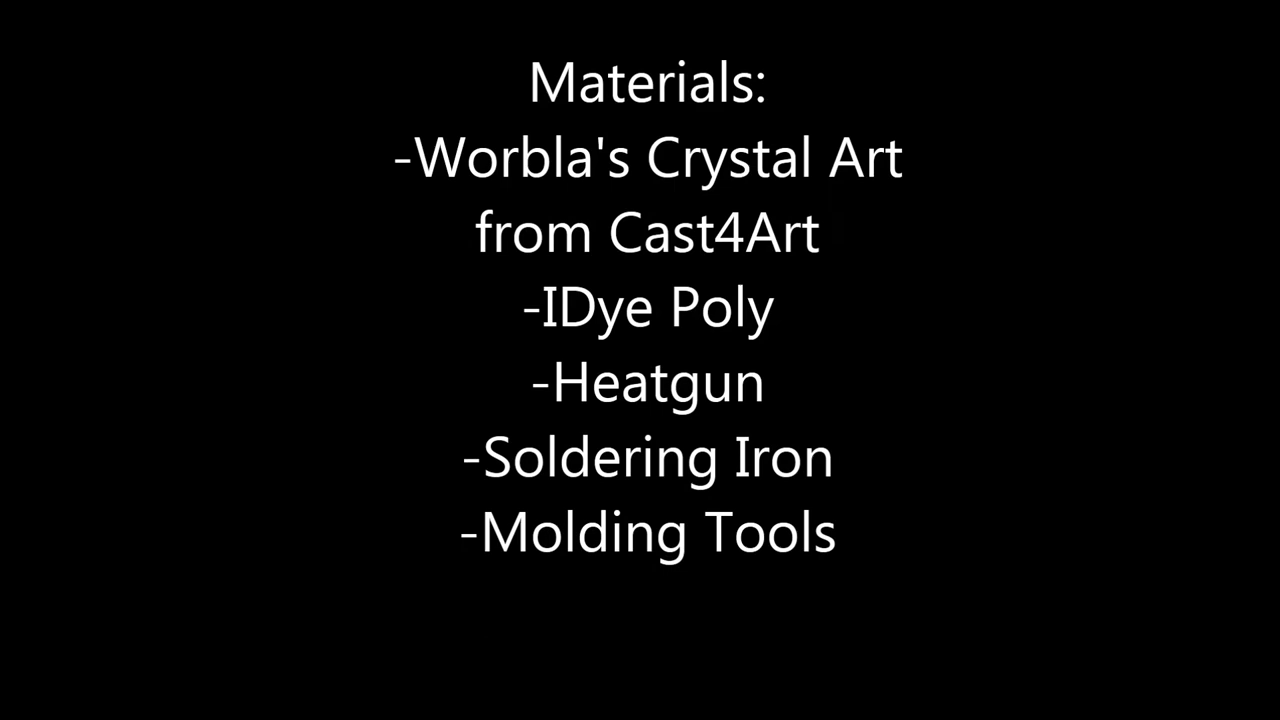 Materials:
-Worbla's Crystal Art
from Cast4Art
-IDye Poly
-Heatgun
-Soldering Iron
-Molding Tools